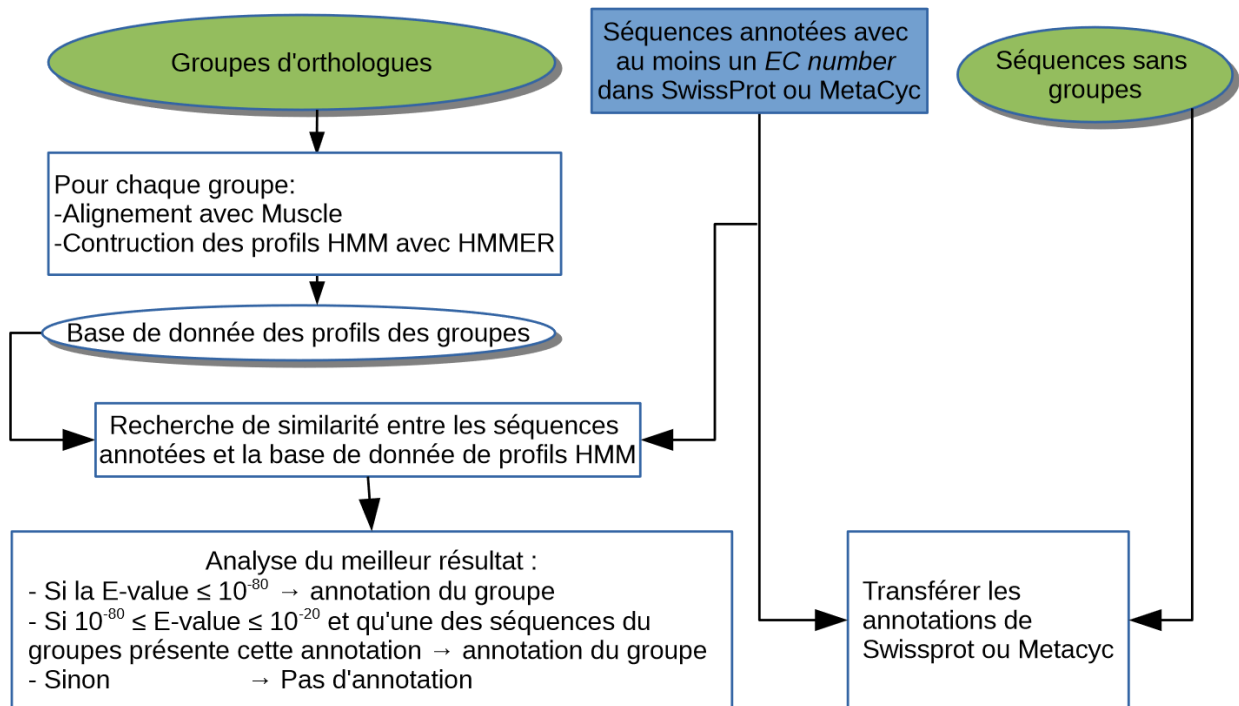 Groupes d'orthologues
Séquences annotées avec
au moins un EC number
dans SwissProt ou MetaCyc
Séquences sans
groupes
Pour chaque groupe:
-Alignement avec Muscle
-Contruction des profils HMM avec HMMER
Base de donnée des profils des groupes
Recherche de similarité entre les séquences
annotées et la base de donnée de profils HMM
Analyse du meilleur résultat :
- Si la E-value ≤ 10⁻⁸⁰ → annotation du groupe
- Si 10⁻⁸⁰ ≤ E-value ≤ 10⁻²⁰ et qu'une des séquences du
groupes présente cette annotation → annotation du groupe
- Sinon → Pas d'annotation
Transférer les
annotations de
Swissprot ou Metacyc